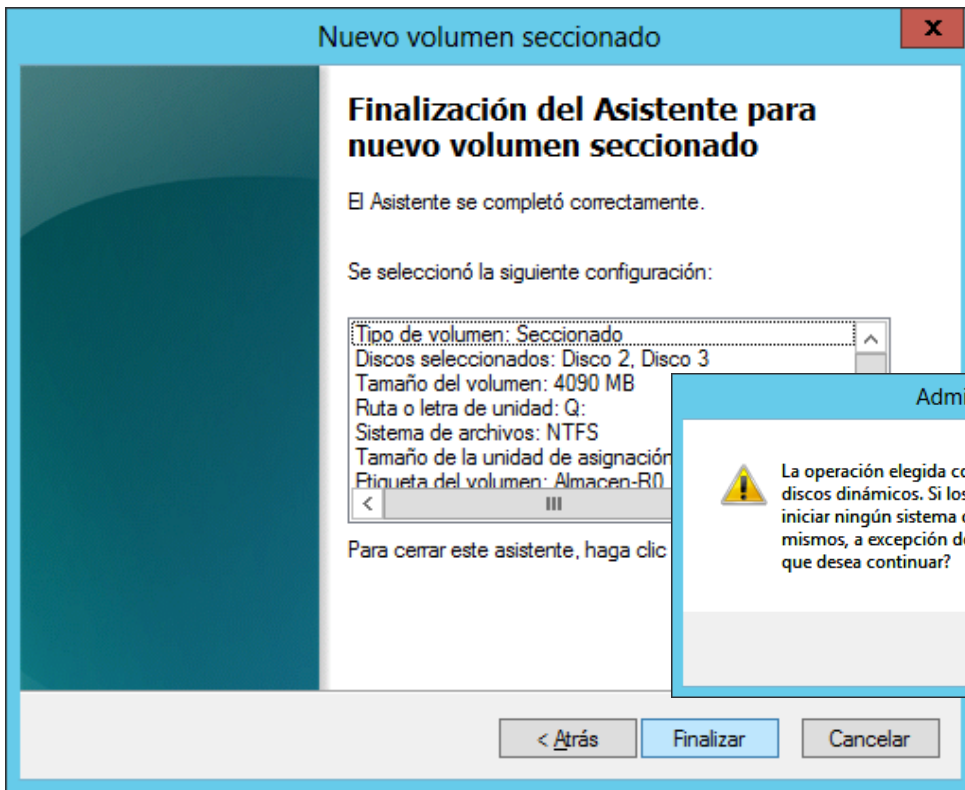 Nuevo volumen seccionado
x
Finalización del Asistente para
nuevo volumen seccionado
El Asistente se completó correctamente.
Se seleccionó la siguiente configuración:
Tipo de volumen: Seccionado
Discos seleccionados: Disco 2, Disco 3
Tamaño del volumen: 4090 MB
Ruta o letra de unidad: Q:
Sistema de archivos: NTFS
Tamaño de la unidad de asignación
Etiqueta del volumen: Almacen-R0
Para cerrar este asistente, haga clic
Admi
La operación elegida co
discos dinámicos. Si los
iniciar ningún sistema
mismos, a excepción de
que desea continuar?
< Atrás
Finalizar
Cancelar